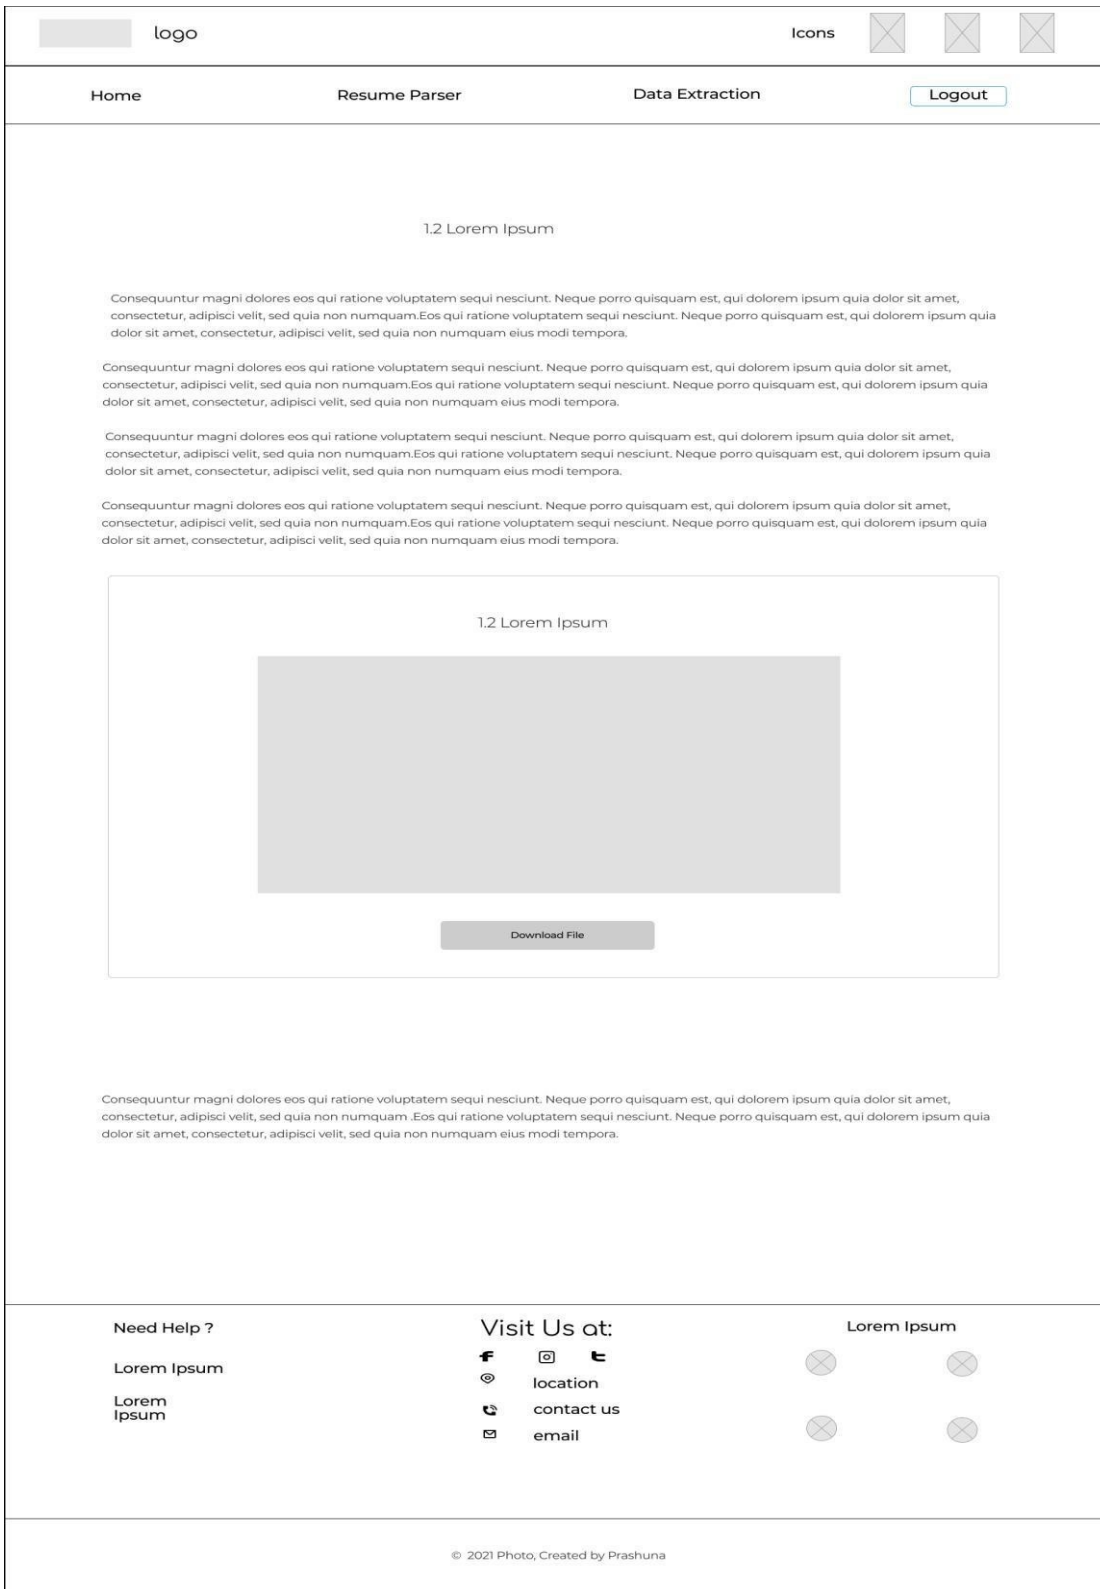 logo
Icons
Home
Resume Parser
Data Extraction
Logout
1.2 Lorem Ipsum
Consequuntur magni dolores eos qui ratione voluptatem sequi nesciunt. Neque porro quisquam est, qui dolorem ipsum quia dolor sit amet,
consectetur, adipisci velit, sed quia non numquam.Eos qui ratione voluptatem sequi nesciunt. Neque porro quisquam est, qui dolorem ipsum quia
dolor sit amet, consectetur, adipisci velit, sed quia non numquam eius modi tempora.
Consequuntur magni dolores eos qui ratione voluptatem sequi nesciunt. Neque porro quisquam est, qui dolorem ipsum quia dolor sit amet,
consectetur, adipisci velit, sed quia non numquam.Eos qui ratione voluptatem sequi nesciunt. Neque porro quisquam est, qui dolorem ipsum quia
dolor sit amet, consectetur, adipisci velit, sed quia non numquam eius modi tempora.
Consequuntur magni dolores eos qui ratione voluptatem sequi nesciunt. Neque porro quisquam est, qui dolorem ipsum quia dolor sit amet,
consectetur, adipisci velit, sed quia non numquam.Eos qui ratione voluptatem sequi nesciunt. Neque porro quisquam est, qui dolorem ipsum quia
dolor sit amet, consectetur, adipisci velit, sed quia non numquam eius modi tempora.
Consequuntur magni dolores eos qui ratione voluptatem sequi nesciunt. Neque porro quisquam est, qui dolorem ipsum quia dolor sit amet,
consectetur, adipisci velit, sed quia non numquam.Eos qui ratione voluptatem sequi nesciunt. Neque porro quisquam est, qui dolorem ipsum quia
dolor sit amet, consectetur, adipisci velit, sed quia non numquam eius modi tempora.
1.2 Lorem Ipsum
Download File
Consequuntur magni dolores eos qui ratione voluptatem sequi nesciunt. Neque porro quisquam est, qui dolorem ipsum quia dolor sit amet,
consectetur, adipisci velit, sed quia non numquam .Eos qui ratione voluptatem sequi nesciunt. Neque porro quisquam est, qui dolorem ipsum quia
dolor sit amet, consectetur, adipisci velit, sed quia non numquam eius modi tempora.
Need Help ?
Lorem Ipsum
Lorem
Ipsum
Visit Us at:
location
contact us
email
Lorem Ipsum
© 2021 Photo, Created by Prashuna